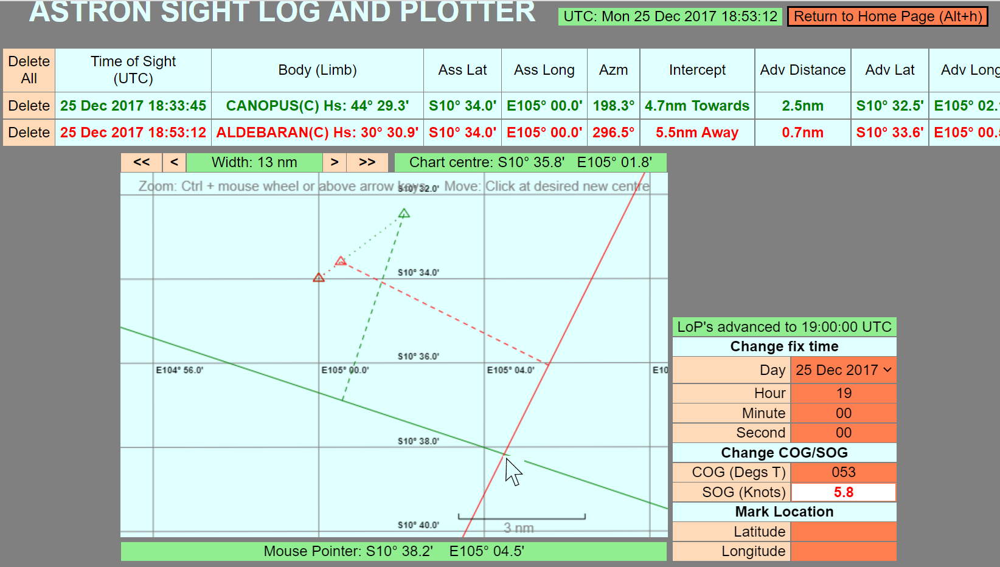 ASTRON SIGHT LOG AND PLOTTER UTC: Mon 25 Dec 2017 18:53:12 Return to Home Page (Alt+h)
Delete All Time of Sight (UTC) Body (Limb) Ass Lat Ass Long Azm Intercept Adv Distance Adv Lat Adv Long
Delete 25 Dec 2017 18:33:45 CANOPUS(C) Hs: 44° 29.3' S10° 34.0' E105° 00.0' 198.3° 4.7nm Towards 2.5nm S10° 32.5' E105° 02.
Delete 25 Dec 2017 18:53:12 ALDEBARAN(C) Hs: 30° 30.9' S10° 34.0' E105° 00.0' 296.5° 5.5nm Away 0.7nm S10° 33.6' E105° 00.
<< < Width: 13 nm > >> Chart centre: S10° 35.8' E105° 01.8'
Zoom: Ctrl + mouse wheel or above arrow keys Move: Click at desired new centre
S10° 32.0'
S10° 34.0'
S10° 36.0'
E104° 56.0' E105° 00.0' E105° 04.0' E10
S10° 38.0'
S10° 40.0'
3 nm
Mouse Pointer: S10° 38.2' E105° 04.5'
LoP's advanced to 19:00:00 UTC
Change fix time
Day 25 Dec 2017
Hour 19
Minute 00
Second 00
Change COG/SOG
COG (Degs T) 053
SOG (Knots) 5.8
Mark Location
Latitude
Longitude